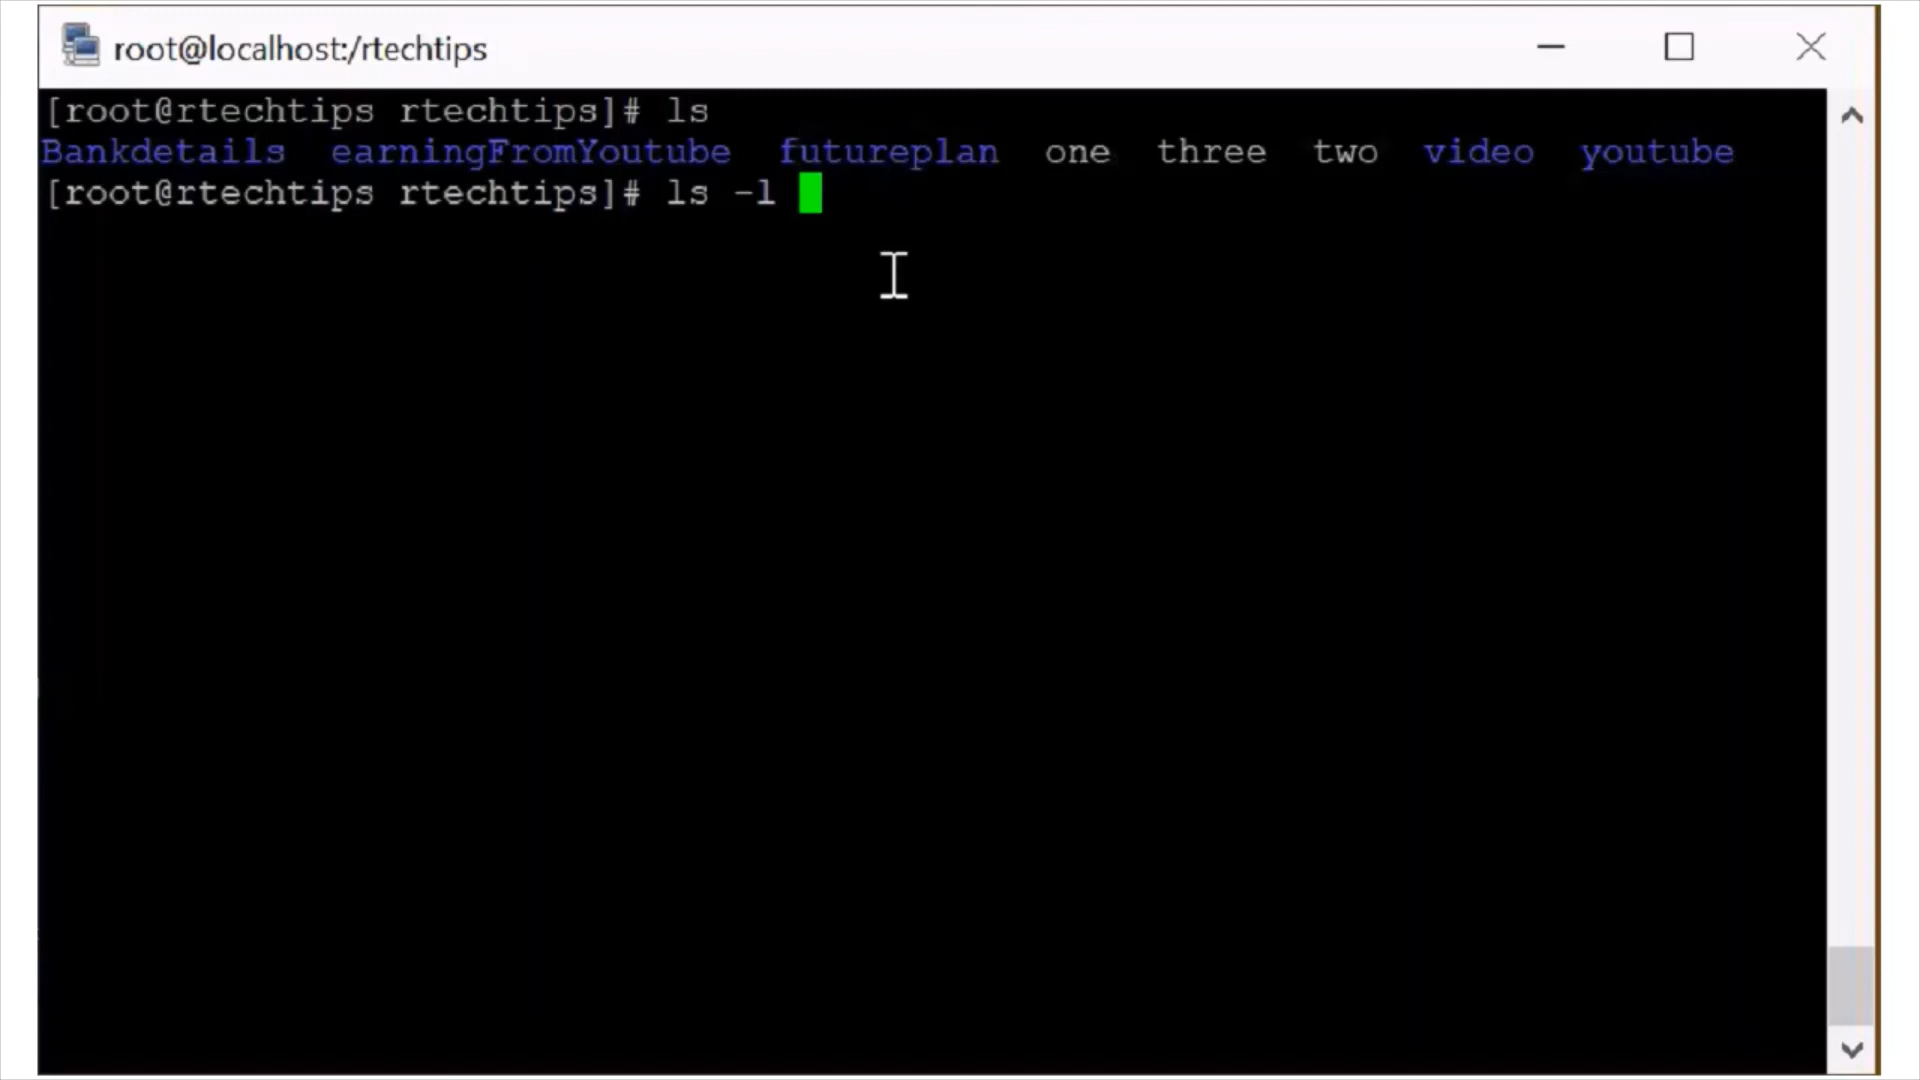 root@localhost:/rtechtips
[root@rtechtips rtechtips]# ls
Bankdetails earningFromYoutube futureplan one three two video youtube
[root@rtechtips rtechtips]# ls -l